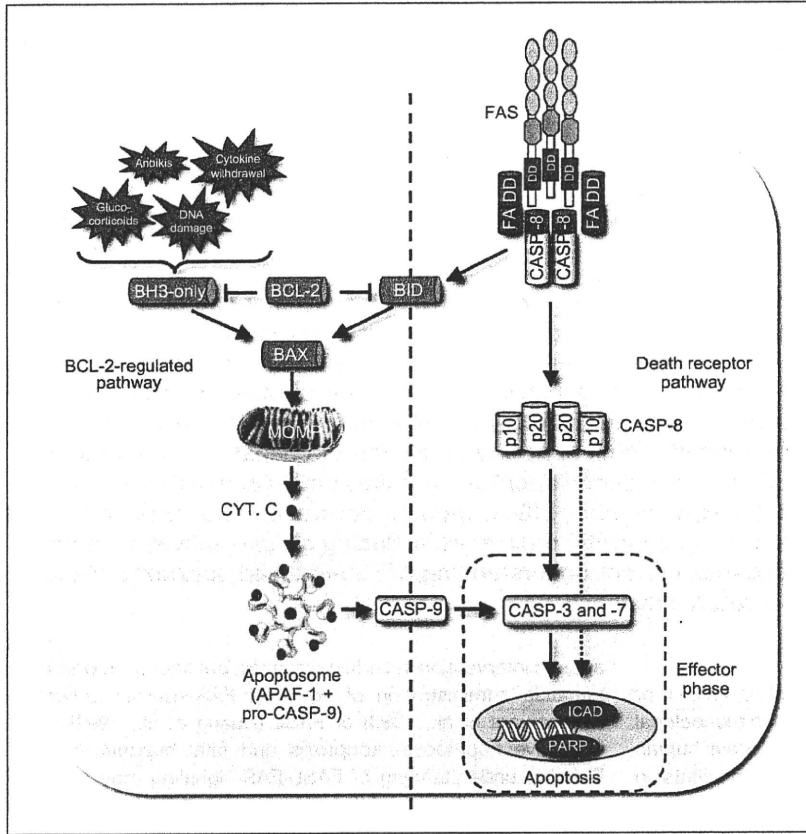 FAS
Anoikis
Cytokine
withdrawal
Gluco-
corticoids
DNA
damage
DD
DD
DD
FA DD
FA DD
CASP-8
CASP-8
BH3-only
BCL-2
BID
BAX
BCL-2-regulated
pathway
Death receptor
pathway
MOMP
p10
p20
p20
p10
CASP-8
CYT. C
CASP-9
CASP-3 and -7
Apoptosome
(APAF-1 +
pro-CASP-9)
Effector
phase
ICAD
PARP
Apoptosis